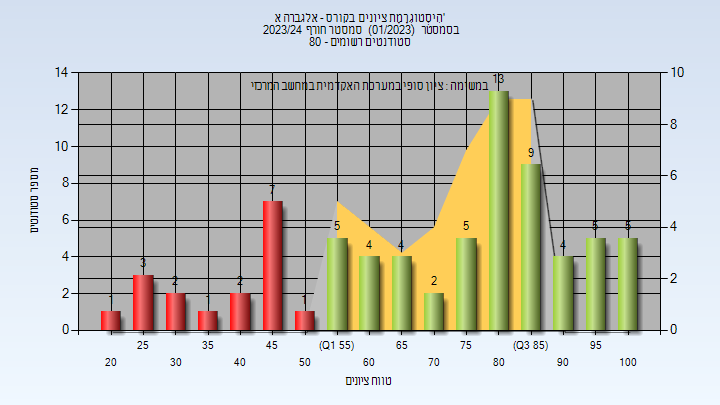 היסטוגרמת ציונים בקורס - אלגברה א'
בסמסטר (01/2023) סמסטר חורף 2023/24
סטודנטים רשומים - 80
במשימה : ציון סופי במערכת האקדמית במחשב המרכזי
מספר סטודנטים
14 12 10 8 6 4 2 0
10 8 6 4 2 0
1 3 2 1 2 7 1 5 4 4 2 5 13 9 4 5 5
25 35 45 (Q1 55) 65 75 (Q3 85) 95
20 30 40 50 60 70 80 90 100
טווח ציונים